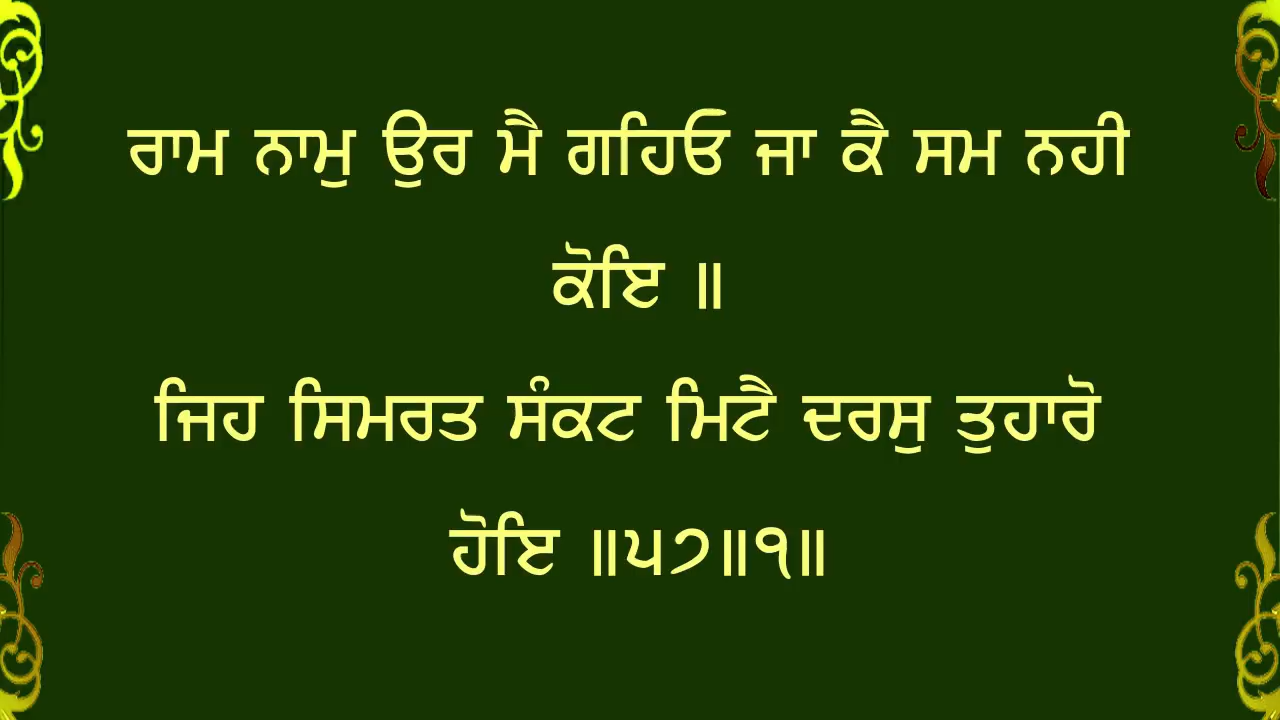 ਰਾਮ ਨਾਮੁ ਉਰ ਮੈ ਗਹਿਓ ਜਾ ਕੈ ਸਮ ਨਹੀ
ਕੋਇ ॥
ਜਿਹ ਸਿਮਰਤ ਸੰਕਟ ਮਿਟੈ ਦਰਸੁ ਤੁਹਾਰੋ
ਹੋਇ ॥੫੭॥੧॥